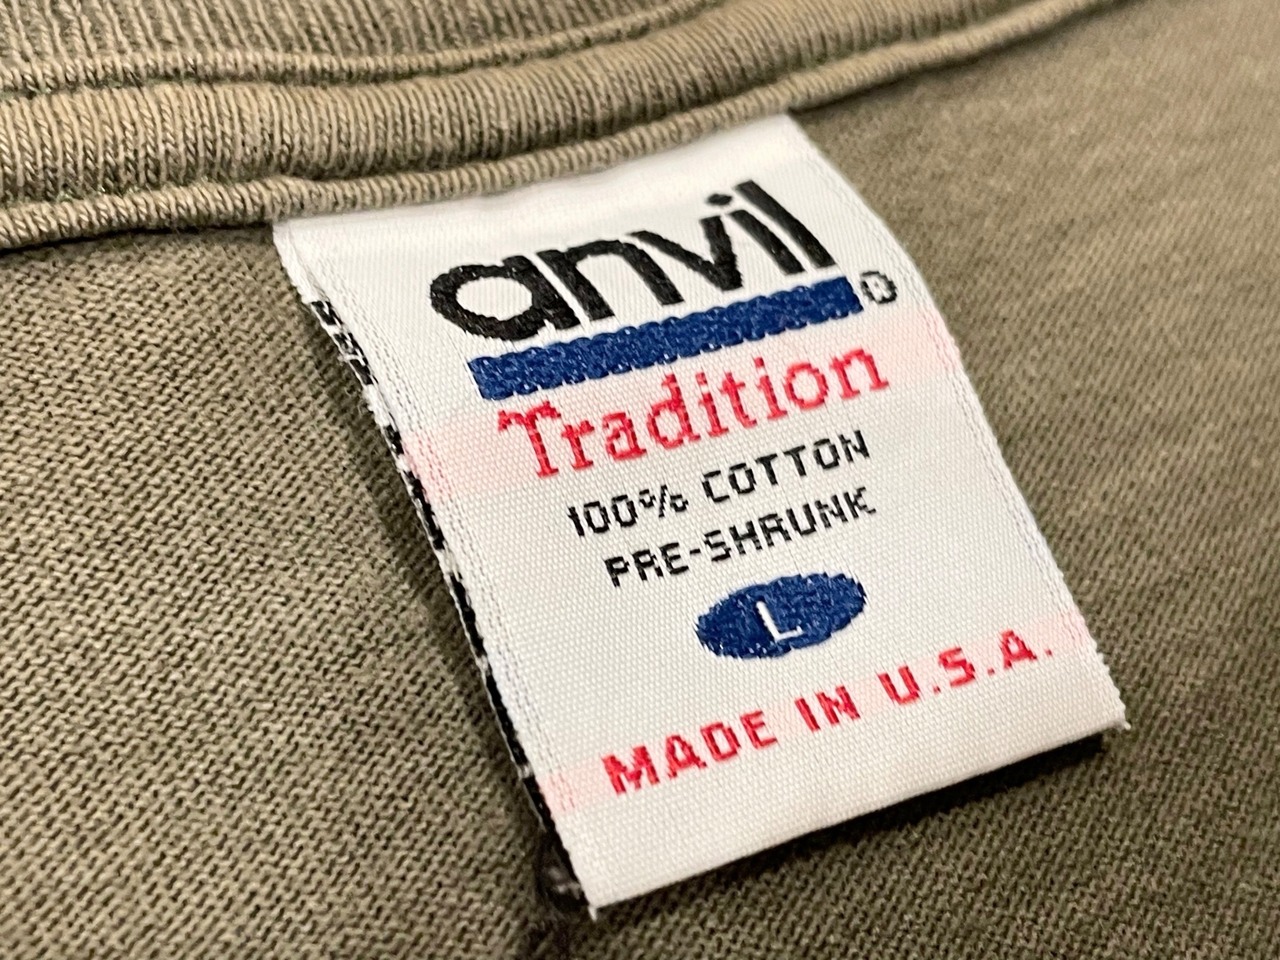 anvil®
Tradition
100% COTTON
PRE-SHRUNK
L
MADE IN U.S.A.